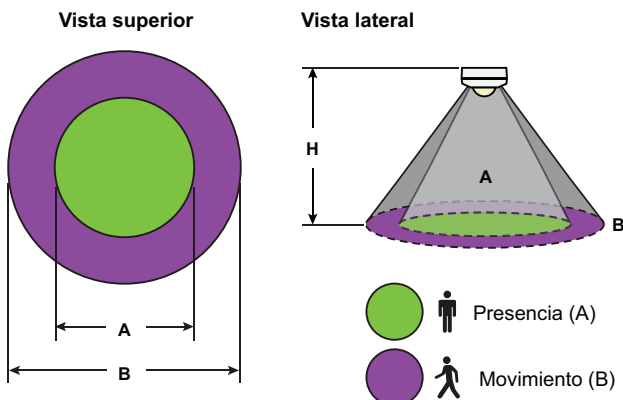 Vista superior
Vista lateral
H
A
B
A
B
Presencia (A)
Movimiento (B)